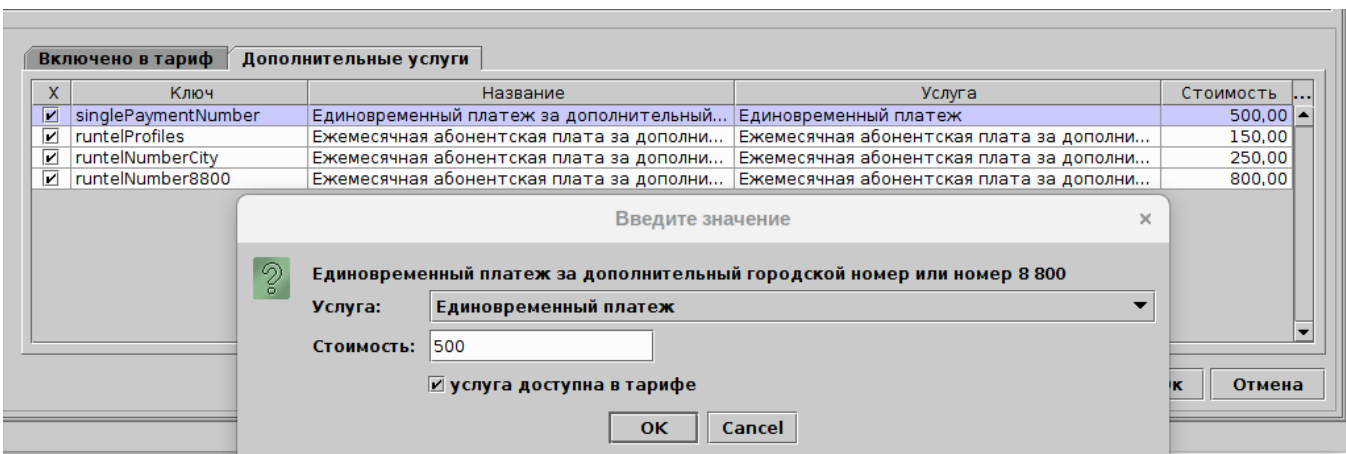 Включено в тариф Дополнительные услуги
X Ключ Название Услуга Стоимость ...
singlePaymentNumber Единовременный платеж за дополнительный... Единовременный платеж 500,00
runtelProfiles Ежемесячная абонентская плата за дополни... Ежемесячная абонентская плата за дополни... 150,00
runtelNumberCity Ежемесячная абонентская плата за дополни... Ежемесячная абонентская плата за дополни... 250,00
runtelNumber8800 Ежемесячная абонентская плата за дополни... Ежемесячная абонентская плата за дополни... 800,00
Введите значение ×
Единовременный платеж за дополнительный городской номер или номер 8 800
Услуга: Единовременный платеж
Стоимость: 500
услуга доступна в тарифе
к Отмена
OK Cancel